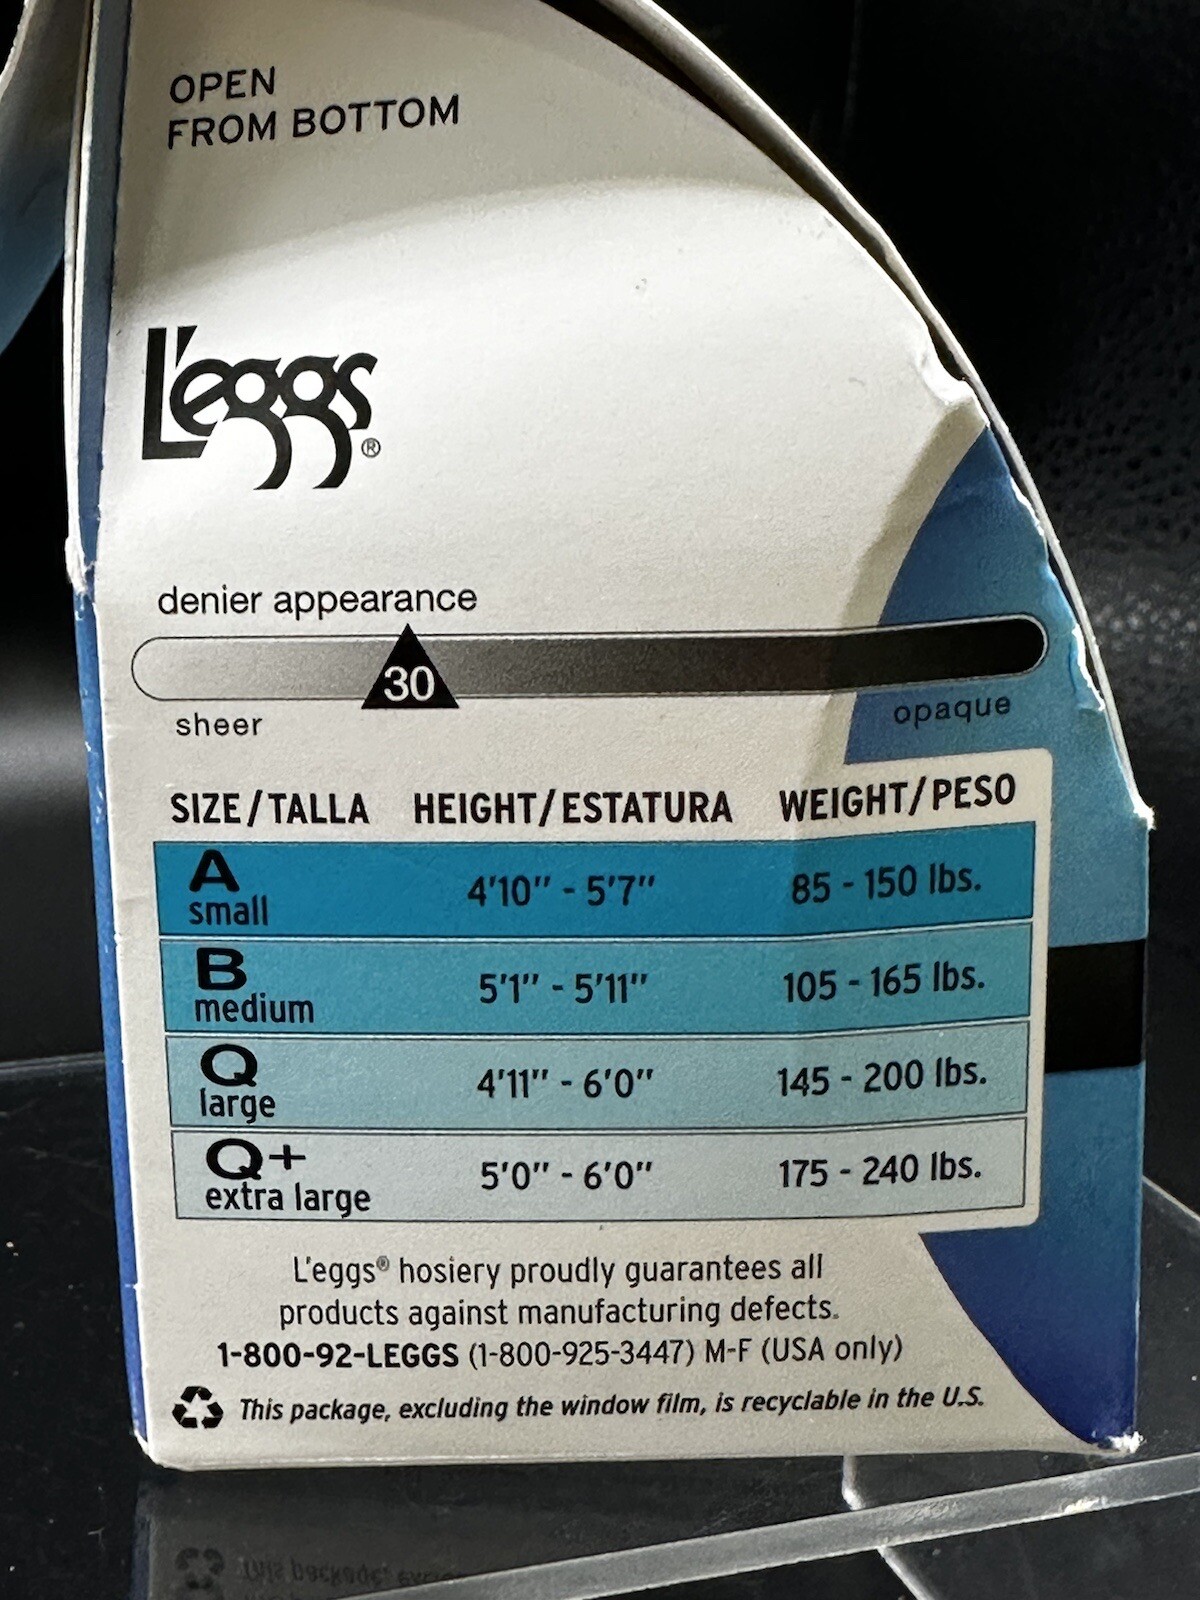 OPEN
FROM BOTTOM
L'eggs®
denier appearance
30
sheer opaque
SIZE/TALLA HEIGHT/ESTATURA WEIGHT/PESO
A
small 4'10" - 5'7" 85 - 150 lbs.
B
medium 5'1" - 5'11" 105 - 165 lbs.
Q
large 4'11" - 6'0" 145 - 200 lbs.
Q+
extra large 5'0" - 6'0" 175 - 240 lbs.
L'eggs® hosiery proudly guarantees all
products against manufacturing defects.
1-800-92-LEGGS (1-800-925-3447) M-F (USA only)
This package, excluding the window film, is recyclable in the U.S.